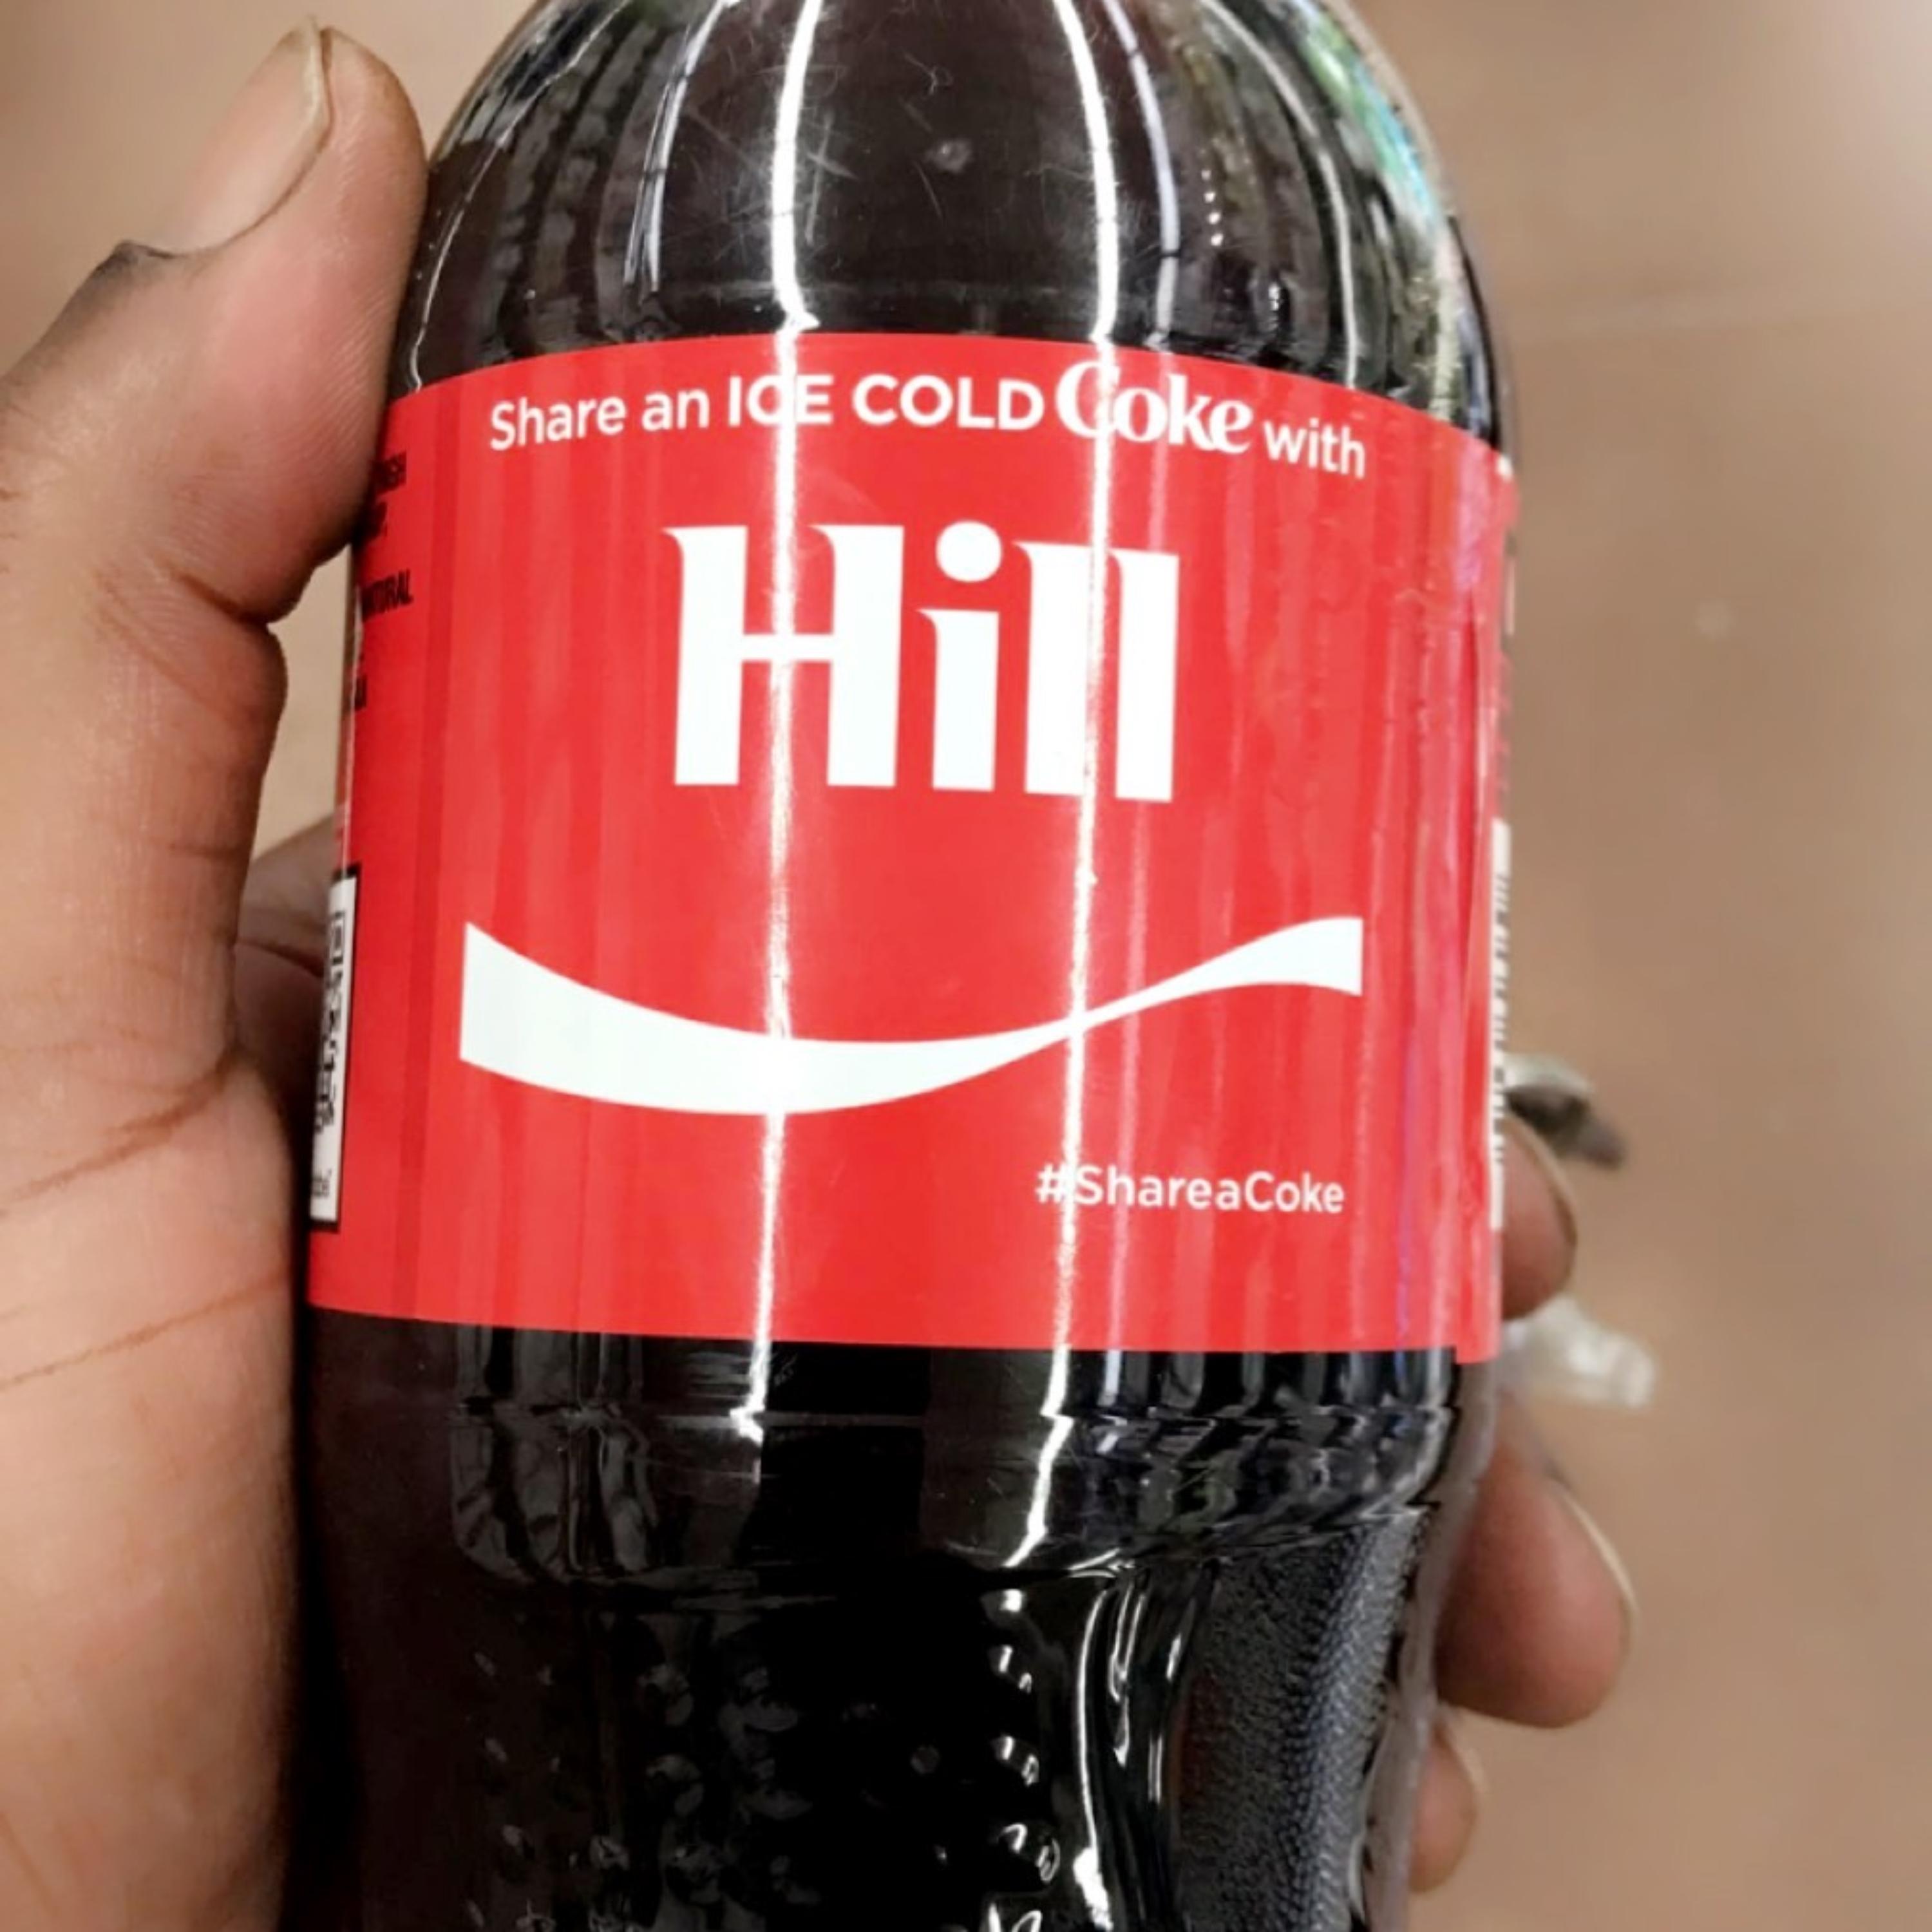 Share an ICE COLD Coke with
Hill
#ShareaCoke